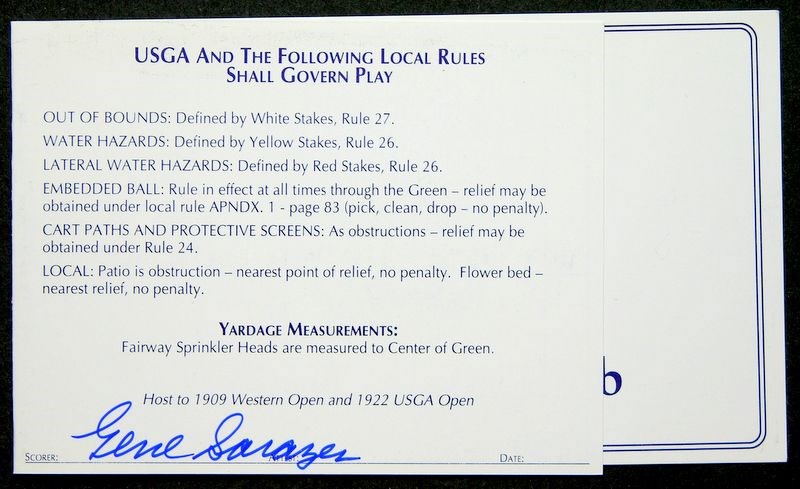 USGA AND THE FOLLOWING LOCAL RULES
SHALL GOVERN PLAY
OUT OF BOUNDS: Defined by White Stakes, Rule 27.
WATER HAZARDS: Defined by Yellow Stakes, Rule 26.
LATERAL WATER HAZARDS: Defined by Red Stakes, Rule 26.
EMBEDDED BALL: Rule in effect at all times through the Green – relief may be
obtained under local rule APNDX. 1 - page 83 (pick, clean, drop – no penalty).
CART PATHS AND PROTECTIVE SCREENS: As obstructions – relief may be
obtained under Rule 24.
LOCAL: Patio is obstruction – nearest point of relief, no penalty. Flower bed –
nearest relief, no penalty.
YARDAGE MEASUREMENTS:
Fairway Sprinkler Heads are measured to Center of Green.
Host to 1909 Western Open and 1922 USGA Open
Gene Sarazen
SCORER: DATE:
b